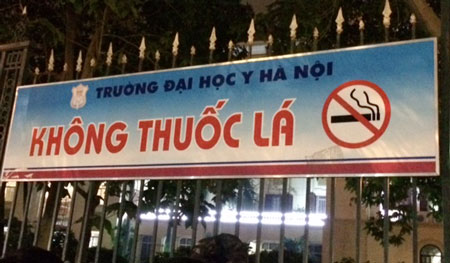 TRƯỜNG ĐẠI HỌC Y HÀ NỘI
KHÔNG THUỐC LÁ